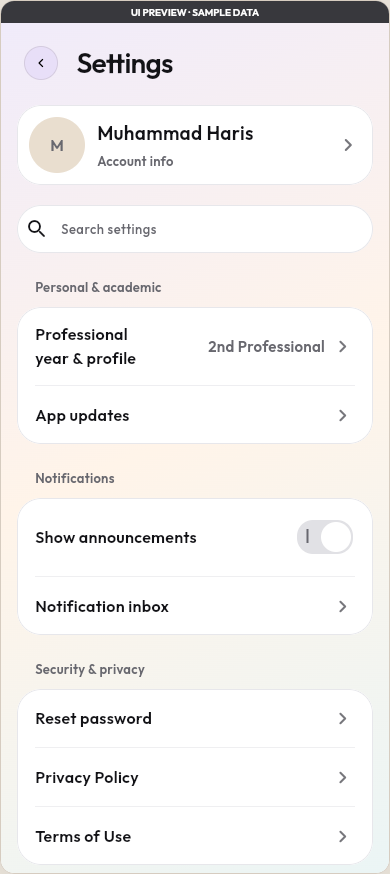 UI PREVIEW · SAMPLE DATA
Settings
M
Muhammad Haris
Account info
Search settings
Personal & academic
Professional
year & profile
2nd Professional
App updates
Notifications
Show announcements
Notification inbox
Security & privacy
Reset password
Privacy Policy
Terms of Use